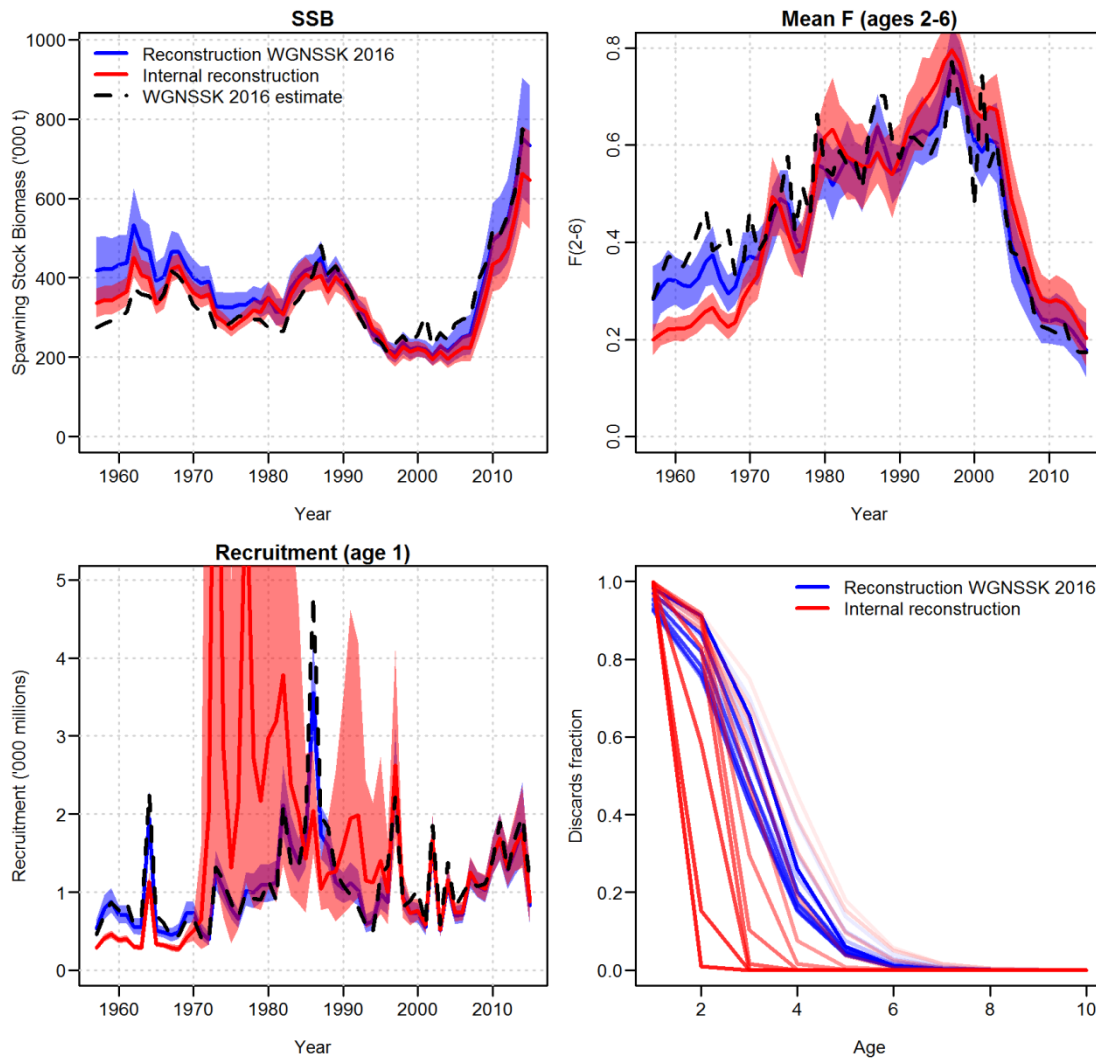 SSB
Reconstruction WGNSSK 2016
Internal reconstruction
WGNSSK 2016 estimate
Spawning Stock Biomass ('000 t)
1000
800
600
400
200
0
1960 1970 1980 1990 2000 2010
Year
Mean F (ages 2-6)
F(2-6)
0.8
0.6
0.4
0.2
0.0
1960 1970 1980 1990 2000 2010
Year
Recruitment (age 1)
Recruitment ('000 millions)
5
4
3
2
1
0
1960 1970 1980 1990 2000 2010
Year
Reconstruction WGNSSK 2016
Internal reconstruction
Discards fraction
1.0
0.8
0.6
0.4
0.2
0.0
2 4 6 8 10
Age